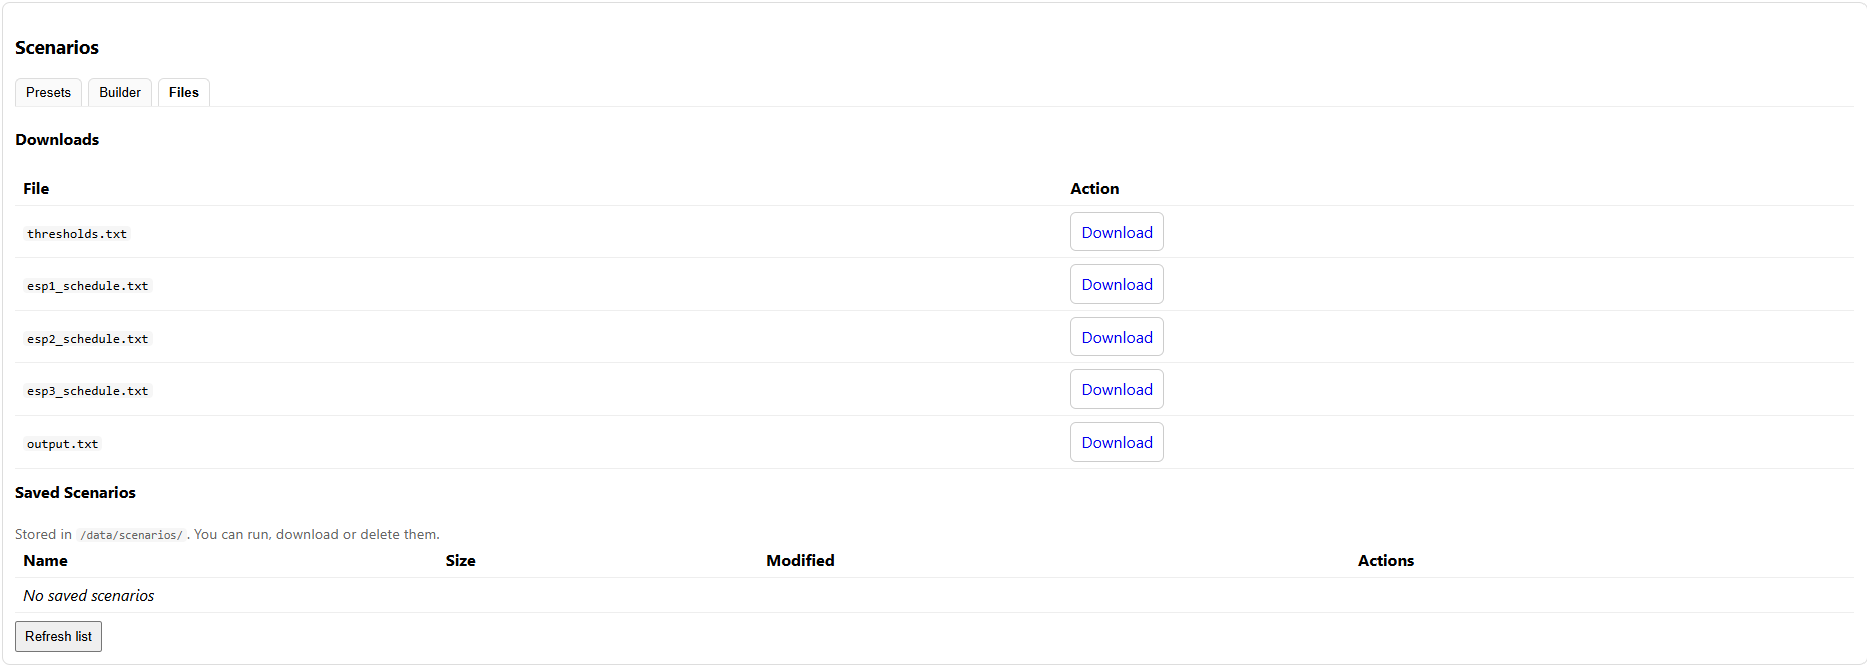 Scenarios
Presets Builder Files
Downloads
File Action
thresholds.txt Download
esp1_schedule.txt Download
esp2_schedule.txt Download
esp3_schedule.txt Download
output.txt Download
Saved Scenarios
Stored in /data/scenarios/. You can run, download or delete them.
Name Size Modified Actions
No saved scenarios
Refresh list